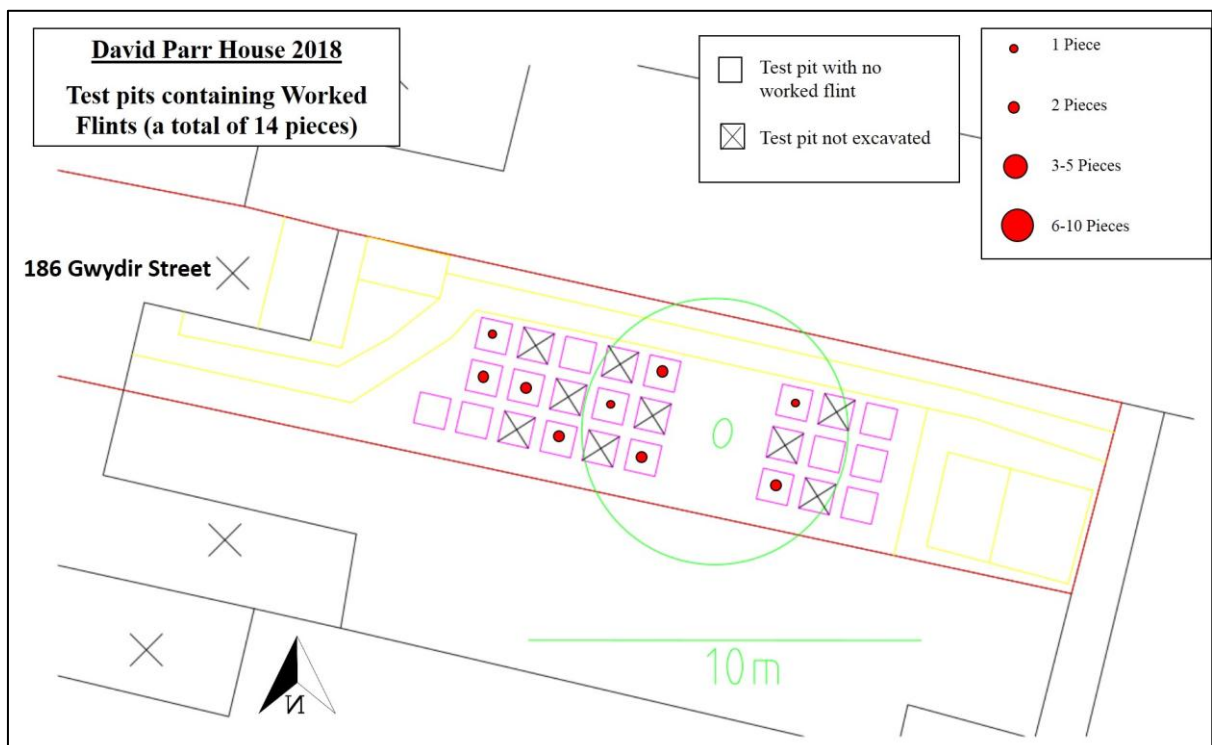 David Parr House 2018
Test pits containing Worked
Flints (a total of 14 pieces)
Test pit with no
worked flint
Test pit not excavated
1 Piece
2 Pieces
3-5 Pieces
6-10 Pieces
186 Gwydir Street
10m
N